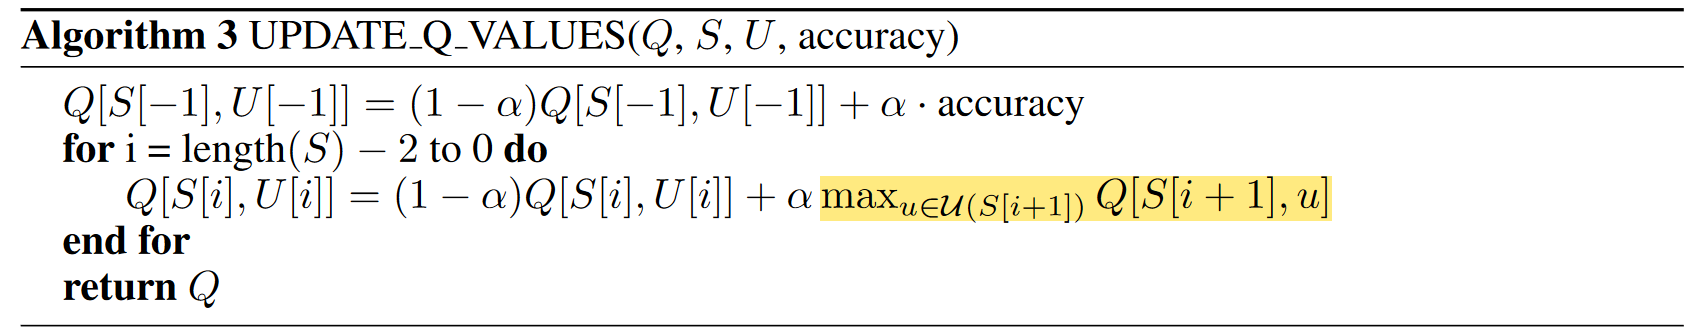 Algorithm 3 UPDATE_Q_VALUES(Q, S, U, accuracy)
Q[S[−1], U[−1]] = (1 − α)Q[S[−1], U[−1]] + α · accuracy
for i = length(S) − 2 to 0 do
Q[S[i], U[i]] = (1 − α)Q[S[i], U[i]] + α max_{u∈𝒰(S[i+1])} Q[S[i + 1], u]
end for
return Q